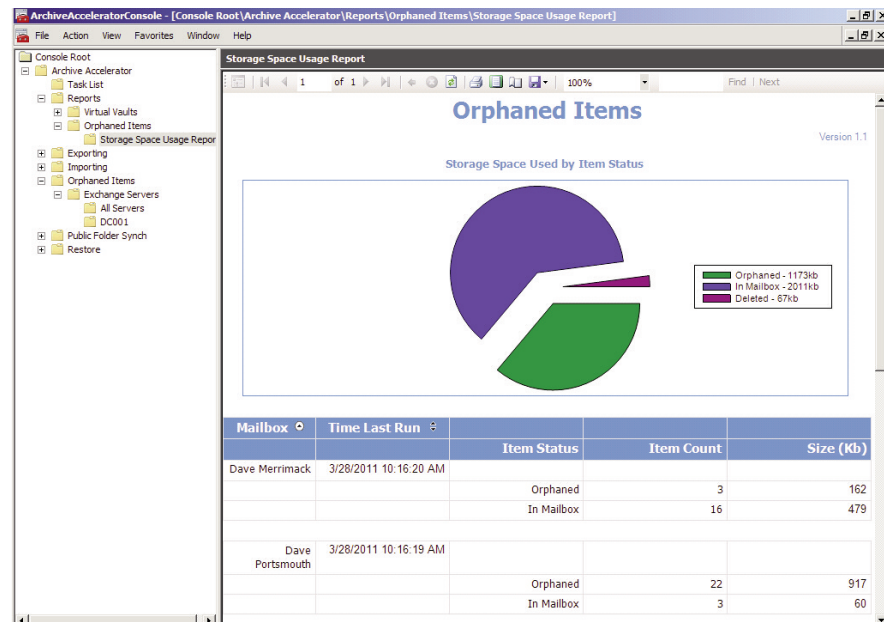 ArchiveAcceleratorConsole - [Console Root\Archive Accelerator\Reports\Orphaned Items\Storage Space Usage Report]
File Action View Favorites Window Help
Console Root
Archive Accelerator
Task List
Reports
Virtual Vaults
Orphaned Items
Storage Space Usage Repor
Exporting
Importing
Orphaned Items
Exchange Servers
All Servers
DC001
Public Folder Synch
Restore
Storage Space Usage Report
1 of 1 100% Find | Next
Orphaned Items
Version 1.1
Storage Space Used by Item Status
Orphaned - 1173kb
In Mailbox - 2011kb
Deleted - 67kb
Mailbox Time Last Run
Item Status Item Count Size (Kb)
Dave Merrimack 3/28/2011 10:16:20 AM
Orphaned 3 162
In Mailbox 16 479
Dave 3/28/2011 10:16:19 AM
Portsmouth
Orphaned 22 917
In Mailbox 3 60